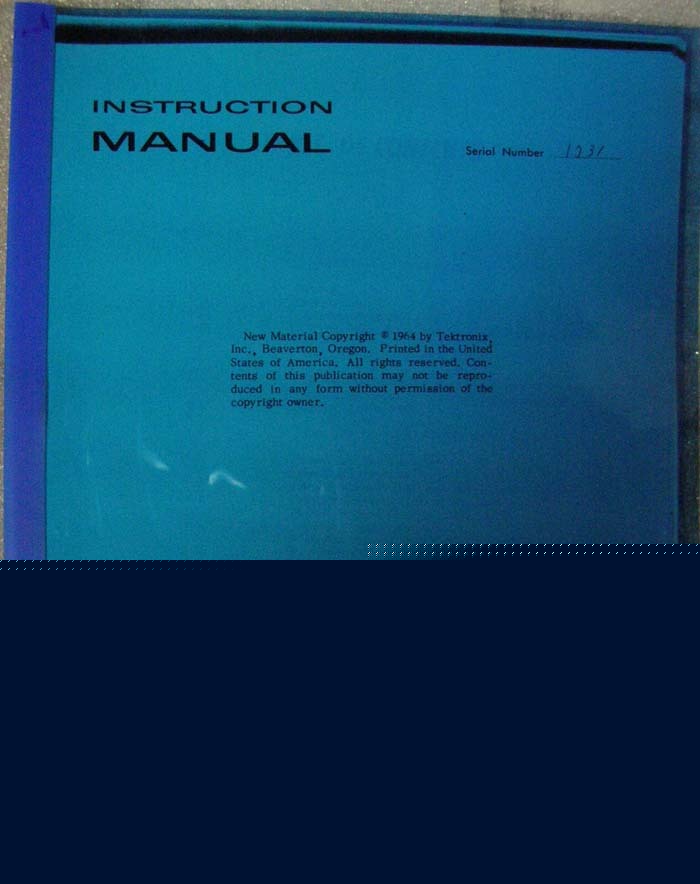 INSTRUCTION
MANUAL
Serial Number
New Material Copyright © 1964 by Tektronix,
Inc., Beaverton, Oregon. Printed in the United
States of America. All rights reserved. Con-
tents of this publication may not be repro-
duced in any form without permission of the
copyright owner.